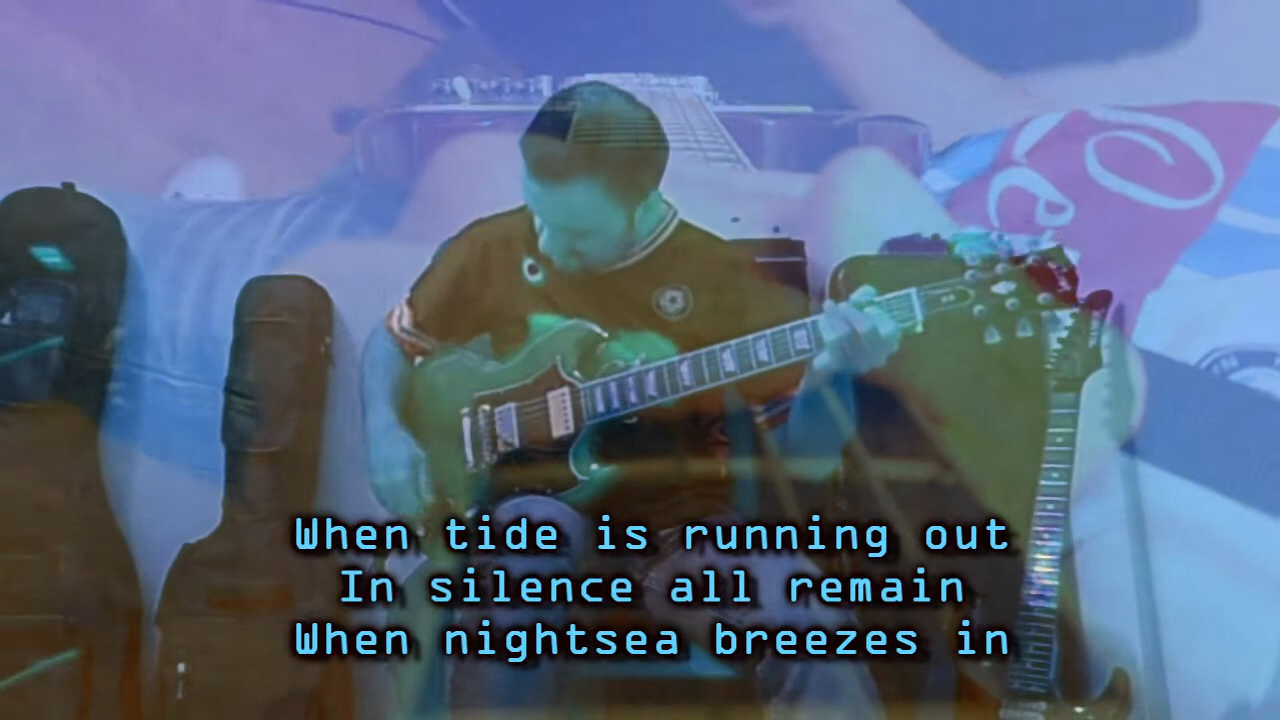 When tide is running out
In silence all remain
When nightsea breezes in